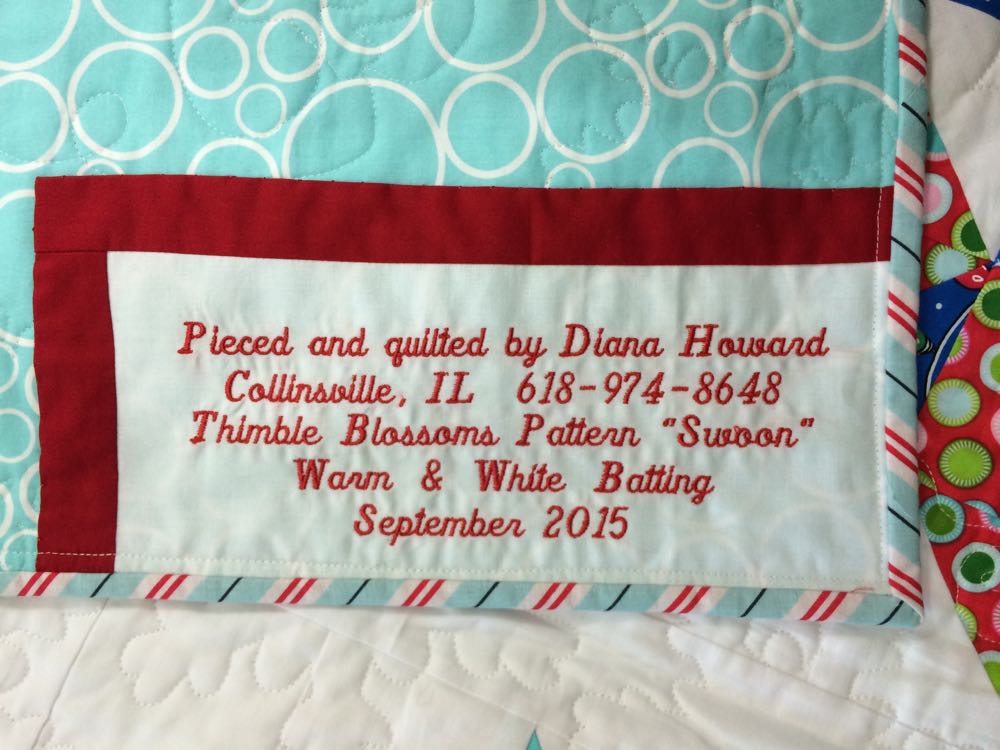 Pieced and quilted by Diana Howard
Collinsville, IL 618-974-8648
Thimble Blossoms Pattern "Swoon"
Warm & White Batting
September 2015